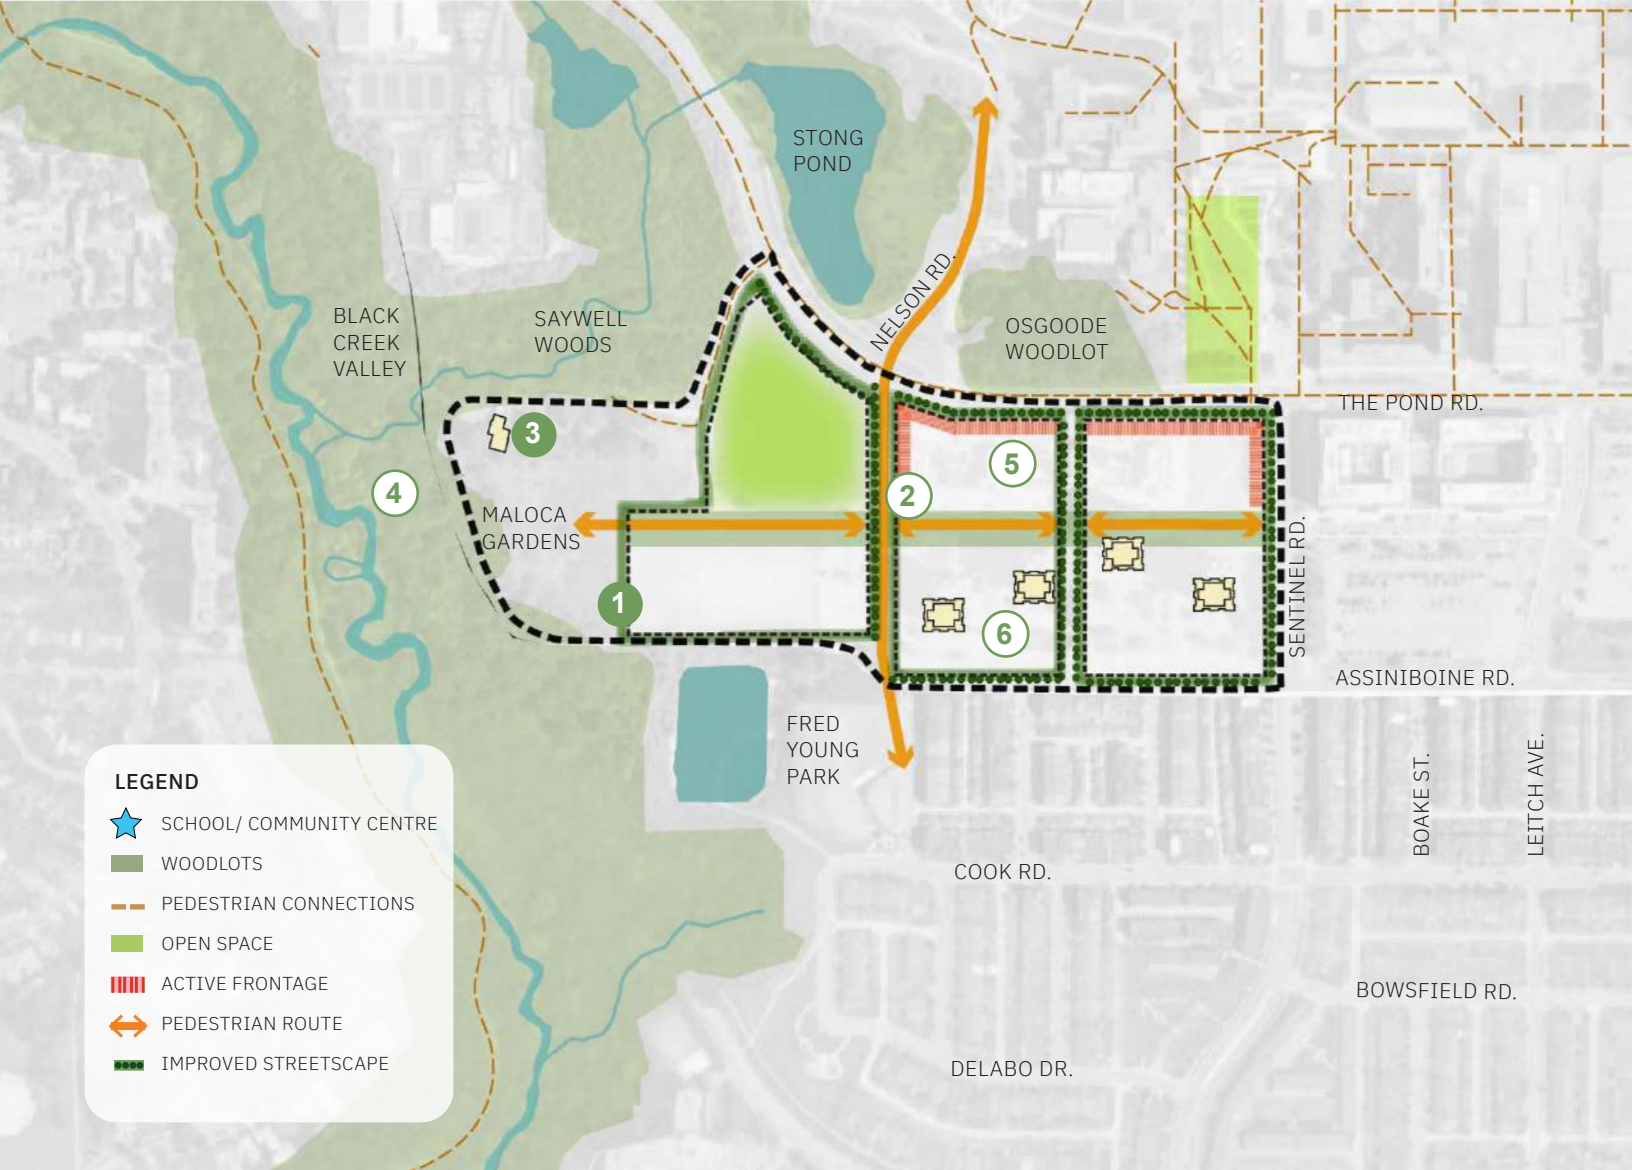 STONG
POND
NELSON RD.
BLACK
CREEK
VALLEY
SAYWELL
WOODS
OSGOODE
WOODLOT
THE POND RD.
3
5
4
2
MALOCA
GARDENS
SENTINEL RD.
1
6
ASSINIBOINE RD.
FRED
YOUNG
PARK
BOAKE ST.
LEITCH AVE.
COOK RD.
BOWSFIELD RD.
DELABO DR.
LEGEND
SCHOOL/ COMMUNITY CENTRE
WOODLOTS
PEDESTRIAN CONNECTIONS
OPEN SPACE
ACTIVE FRONTAGE
PEDESTRIAN ROUTE
IMPROVED STREETSCAPE